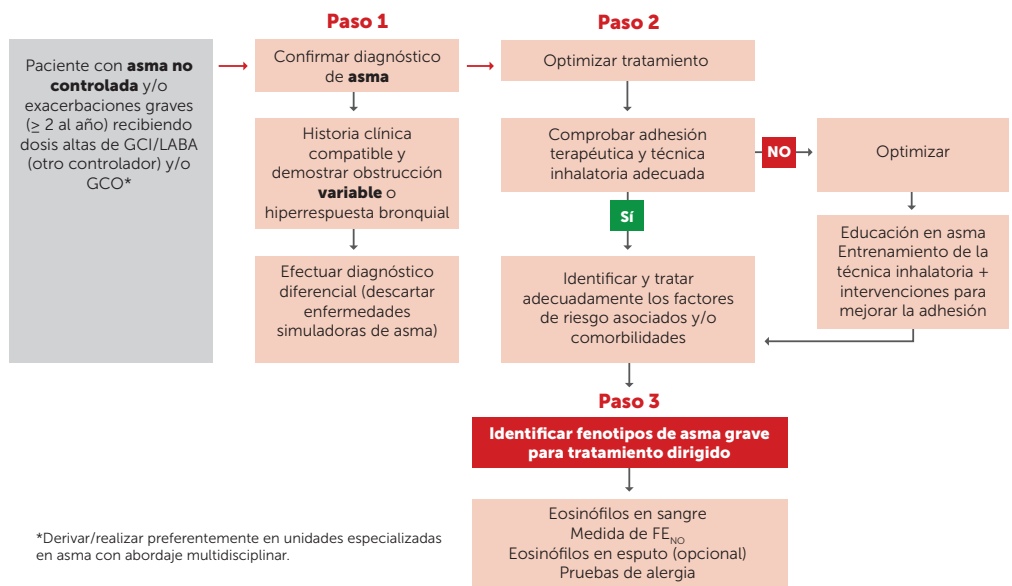 Paso 1
Paso 2
Paciente con asma no
controlada y/o
exacerbaciones graves
(≥ 2 al año) recibiendo
dosis altas de GCI/LABA
(otro controlador) y/o
GCO*
Confirmar diagnóstico
de asma
Historia clínica
compatible y
demostrar obstrucción
variable o
hiperrespuesta bronquial
Efectuar diagnóstico
diferencial (descartar
enfermedades
simuladoras de asma)
Optimizar tratamiento
Comprobar adhesión
terapéutica y técnica
inhalatoria adecuada
NO
Optimizar
Sí
Educación en asma
Entrenamiento de la
técnica inhalatoria +
intervenciones para
mejorar la adhesión
Identificar y tratar
adecuadamente los factores
de riesgo asociados y/o
comorbilidades
Paso 3
Identificar fenotipos de asma grave
para tratamiento dirigido
Eosinófilos en sangre
Medida de FENO
Eosinófilos en esputo (opcional)
Pruebas de alergia
*Derivar/realizar preferentemente en unidades especializadas
en asma con abordaje multidisciplinar.